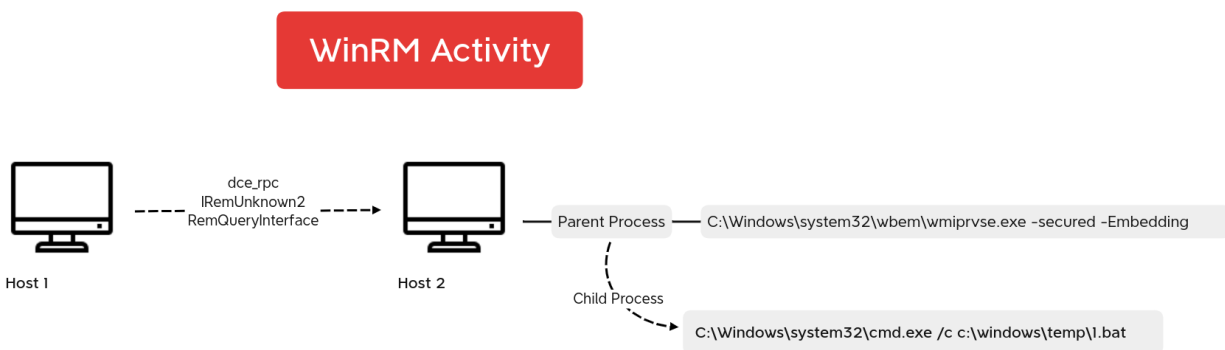 WinRM Activity
dce_rpc
IRemUnknown2
RemQueryInterface
Parent Process
C:\Windows\system32\wbem\wmiprvse.exe -secured -Embedding
Host 1
Host 2
Child Process
C:\Windows\system32\cmd.exe /c c:\windows\temp\1.bat